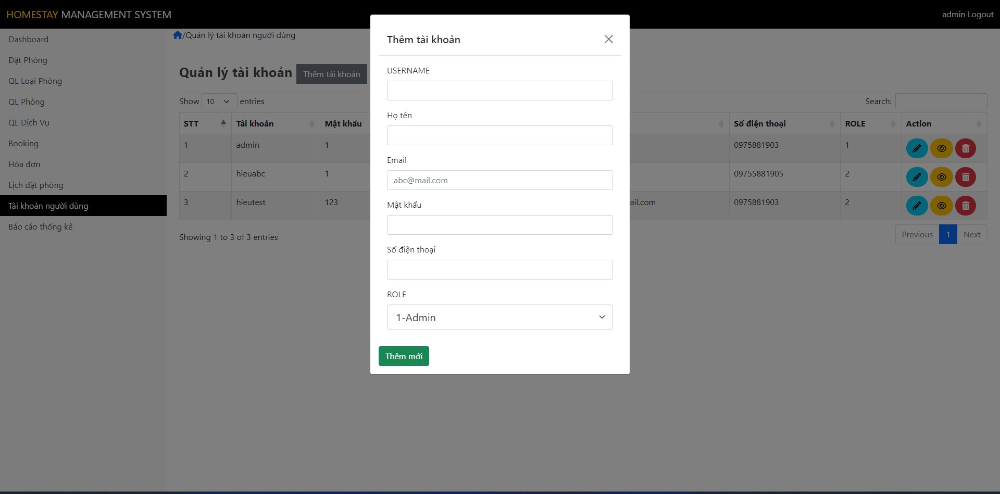 HOMESTAY MANAGEMENT SYSTEM
admin Logout
Dashboard
Đặt Phòng
QL Loại Phòng
QL Phòng
QL Dịch Vụ
Booking
Hóa đơn
Lịch đặt phòng
Tài khoản người dùng
Báo cáo thống kê
/Quản lý tài khoản người dùng
Quản lý tài khoản Thêm tài khoản
Show 10 entries
Search:
STT Tài khoản Mật khẩu Số điện thoại ROLE Action
1 admin 1 0975881903 1
2 hieuabc 1 09755881905 2
3 hieutest 123 ail.com 0975881903 2
Showing 1 to 3 of 3 entries
Previous 1 Next
Thêm tài khoản
USERNAME
Họ tên
Email
abc@mail.com
Mật khẩu
Số điện thoại
ROLE
1-Admin
Thêm mới